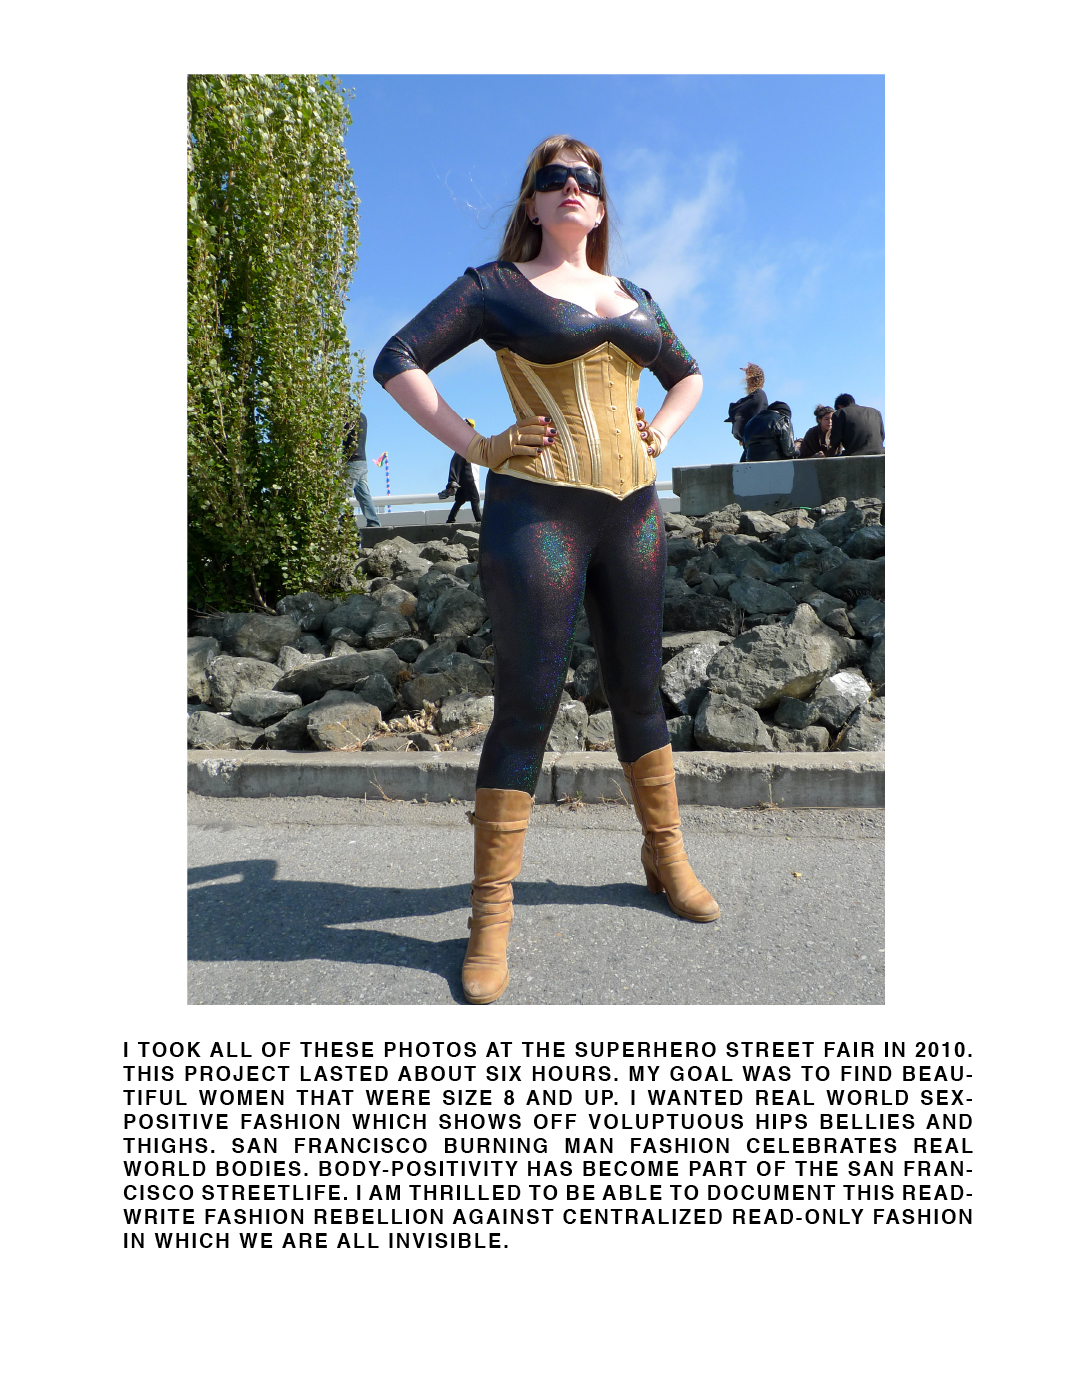 I TOOK ALL OF THESE PHOTOS AT THE SUPERHERO STREET FAIR IN 2010.
THIS PROJECT LASTED ABOUT SIX HOURS. MY GOAL WAS TO FIND BEAU-
TIFUL WOMEN THAT WERE SIZE 8 AND UP. I WANTED REAL WORLD SEX-
POSITIVE FASHION WHICH SHOWS OFF VOLUPTUOUS HIPS BELLIES AND
THIGHS. SAN FRANCISCO BURNING MAN FASHION CELEBRATES REAL
WORLD BODIES. BODY-POSITIVITY HAS BECOME PART OF THE SAN FRAN-
CISCO STREETLIFE. I AM THRILLED TO BE ABLE TO DOCUMENT THIS READ-
WRITE FASHION REBELLION AGAINST CENTRALIZED READ-ONLY FASHION
IN WHICH WE ARE ALL INVISIBLE.